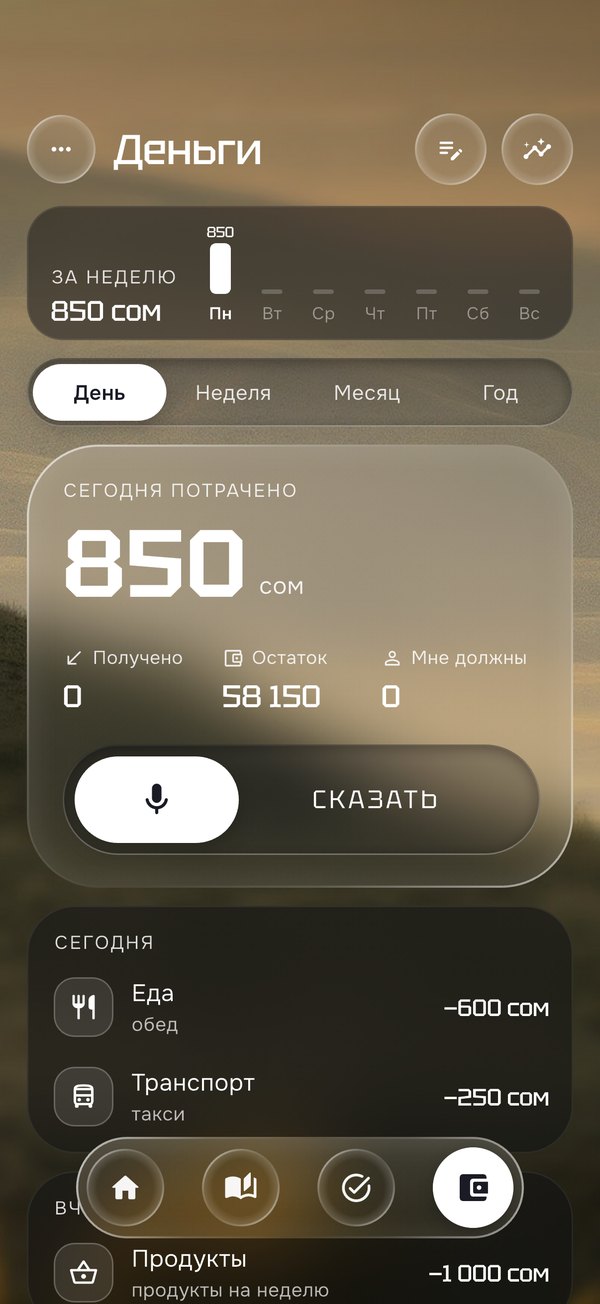 Деньги
850
ЗА НЕДЕЛЮ
850 сом
Пн Вт Ср Чт Пт Сб Вс
День Неделя Месяц Год
СЕГОДНЯ ПОТРАЧЕНО
850 сом
Получено Остаток Мне должны
0 58 150 0
СКАЗАТЬ
СЕГОДНЯ
Еда
−600 сом
обед
Транспорт
−250 сом
такси
ВЧ
Продукты
−1 000 сом
продукты на неделю